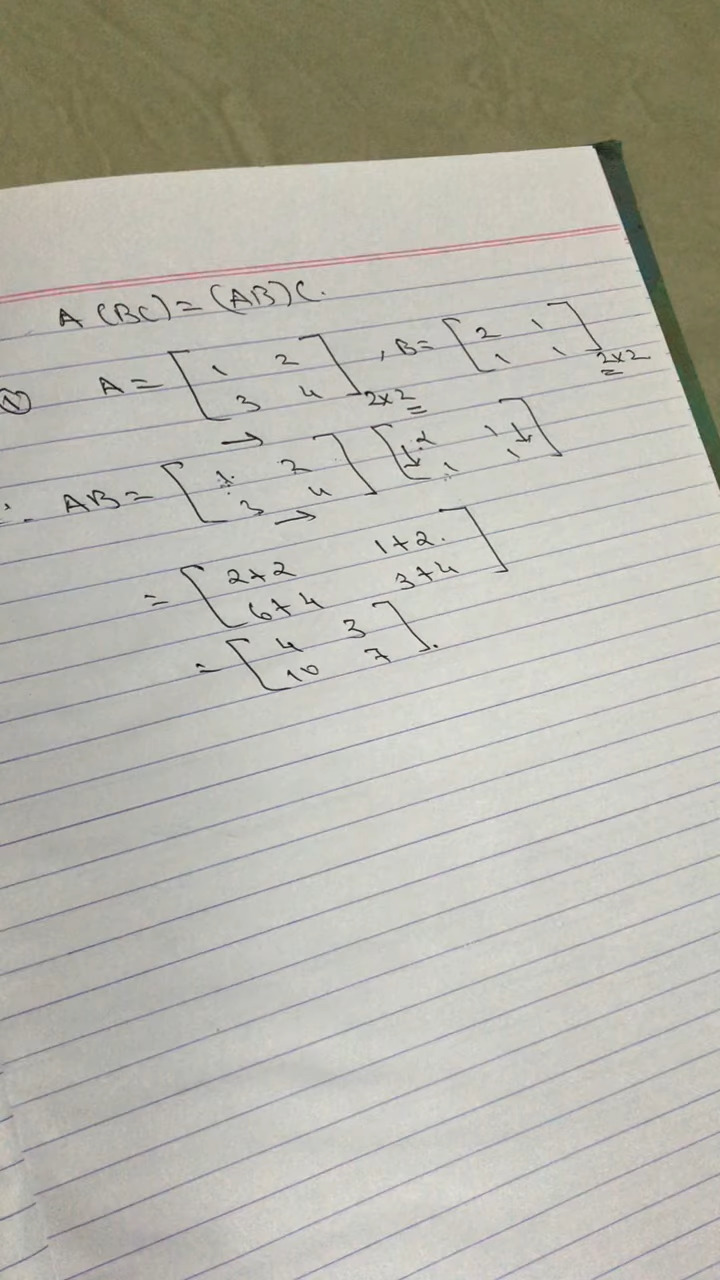 A (BC) = (AB) C.
① A = [ 1 2 3 4 ] 2x2 , B = [ 2 1 1 1 ] 2x2
∴ AB = [ 1 2 3 4 ] [ 2 1 1 1 ]
= [ 2+2 1+2. 6+4 3+4 ]
= [ 4 3 10 7 ].